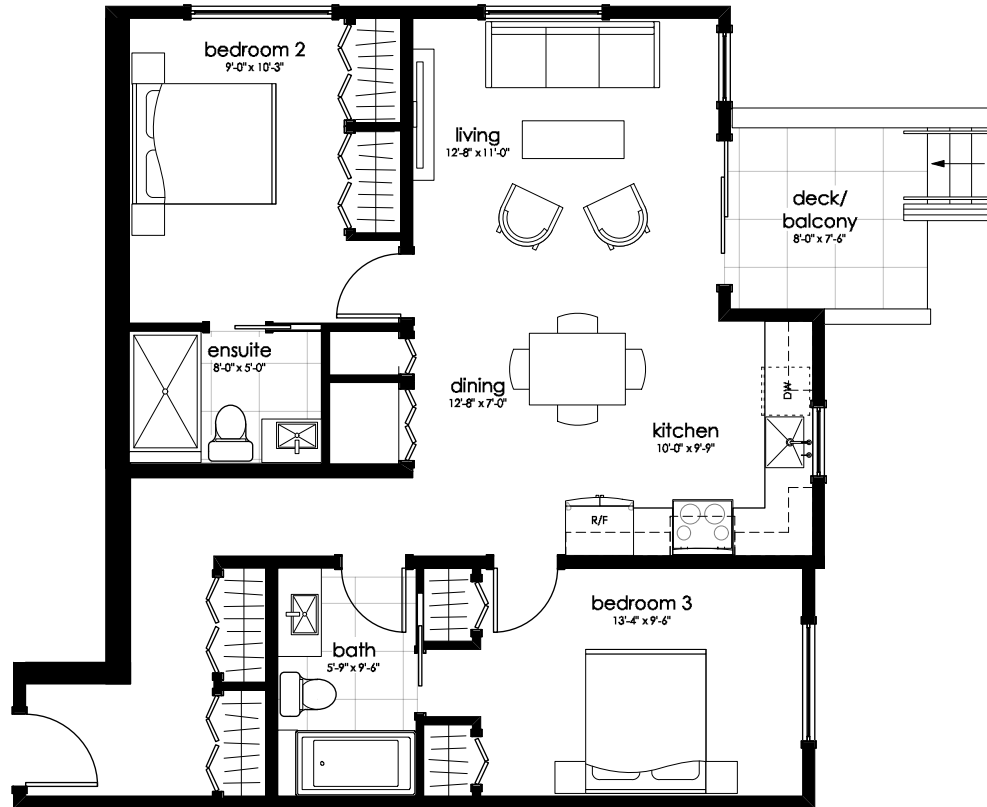 bedroom 2
9'-0" x 10'-3"
living
12'-8" x 11'-0"
deck/
balcony
8'-0" x 7'-6"
ensuite
8'-0" x 5'-0"
dining
12'-8" x 7'-0"
DW
kitchen
10'-0" x 9'-9"
R/F
bedroom 3
13'-4" x 9'-6"
bath
5'-9" x 9'-6"